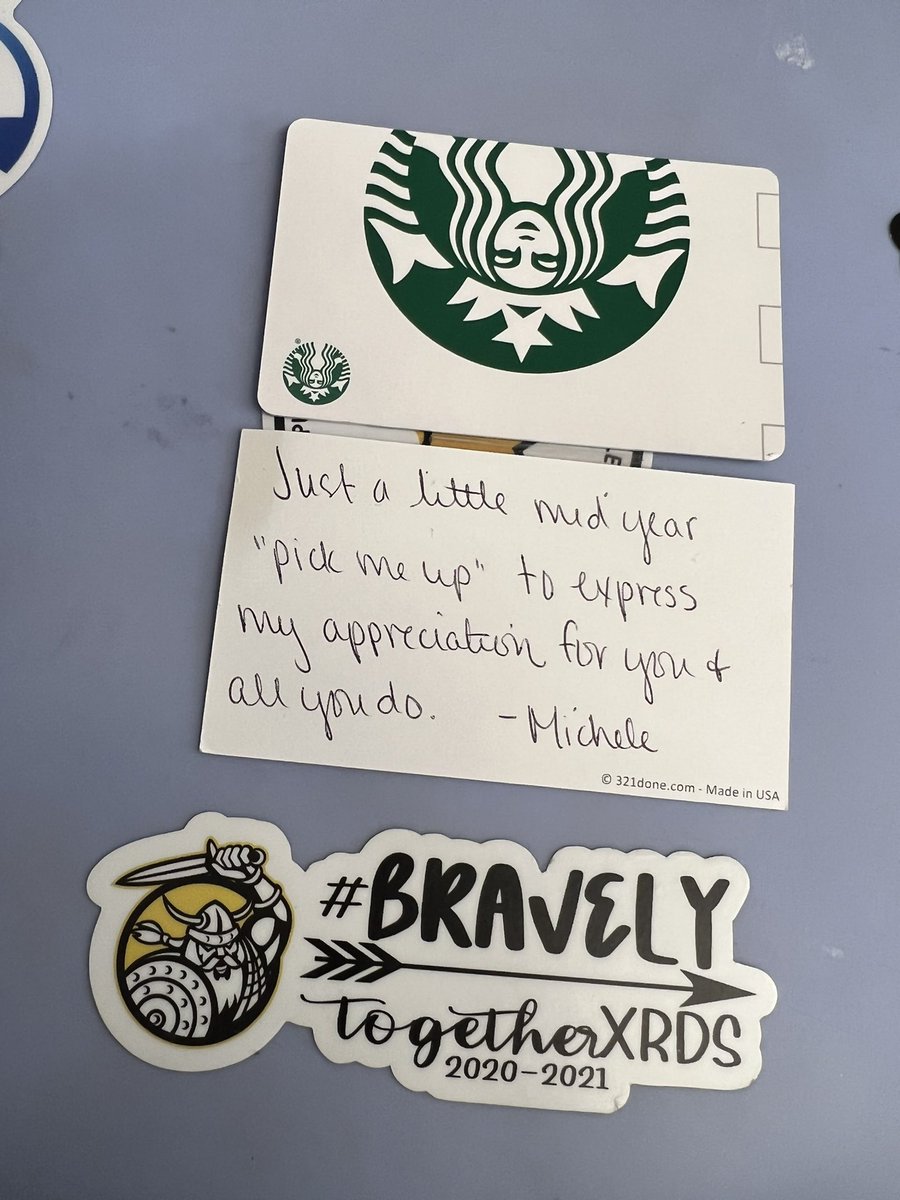 Just a little mid year
"pick me up" to express
my appreciation for you &
all you do. - Michele
© 321done.com - Made in USA
#BRAVELY
togetherXRDS
2020-2021